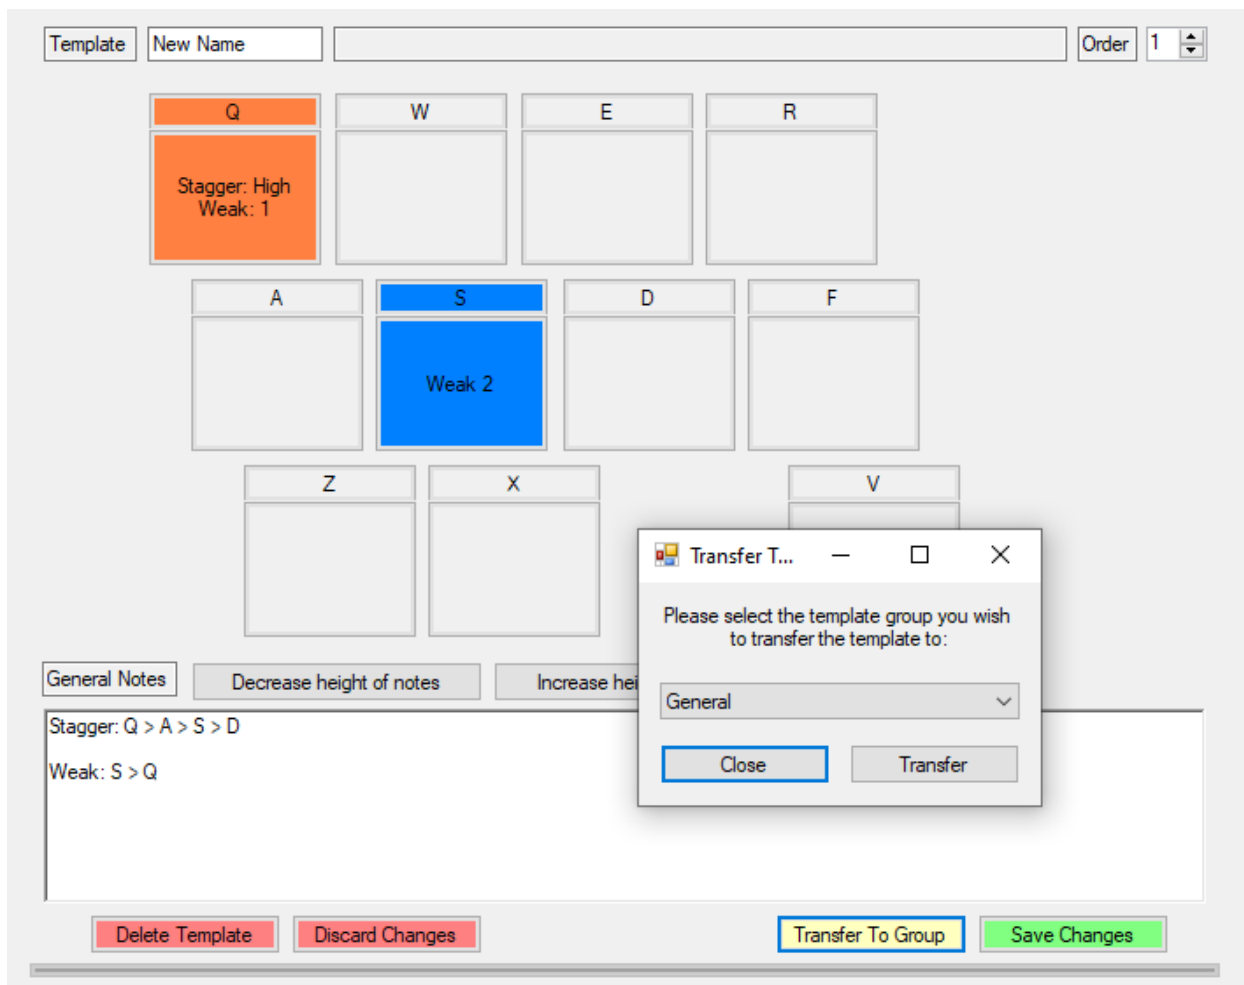 Template New Name Order 1
Q W E R
Stagger: High
Weak: 1
A S D F
Weak 2
Z X V
Transfer T...
Please select the template group you wish
to transfer the template to:
General
Close Transfer
General Notes Decrease height of notes Increase hei
Stagger: Q > A > S > D
Weak: S > Q
Delete Template Discard Changes Transfer To Group Save Changes